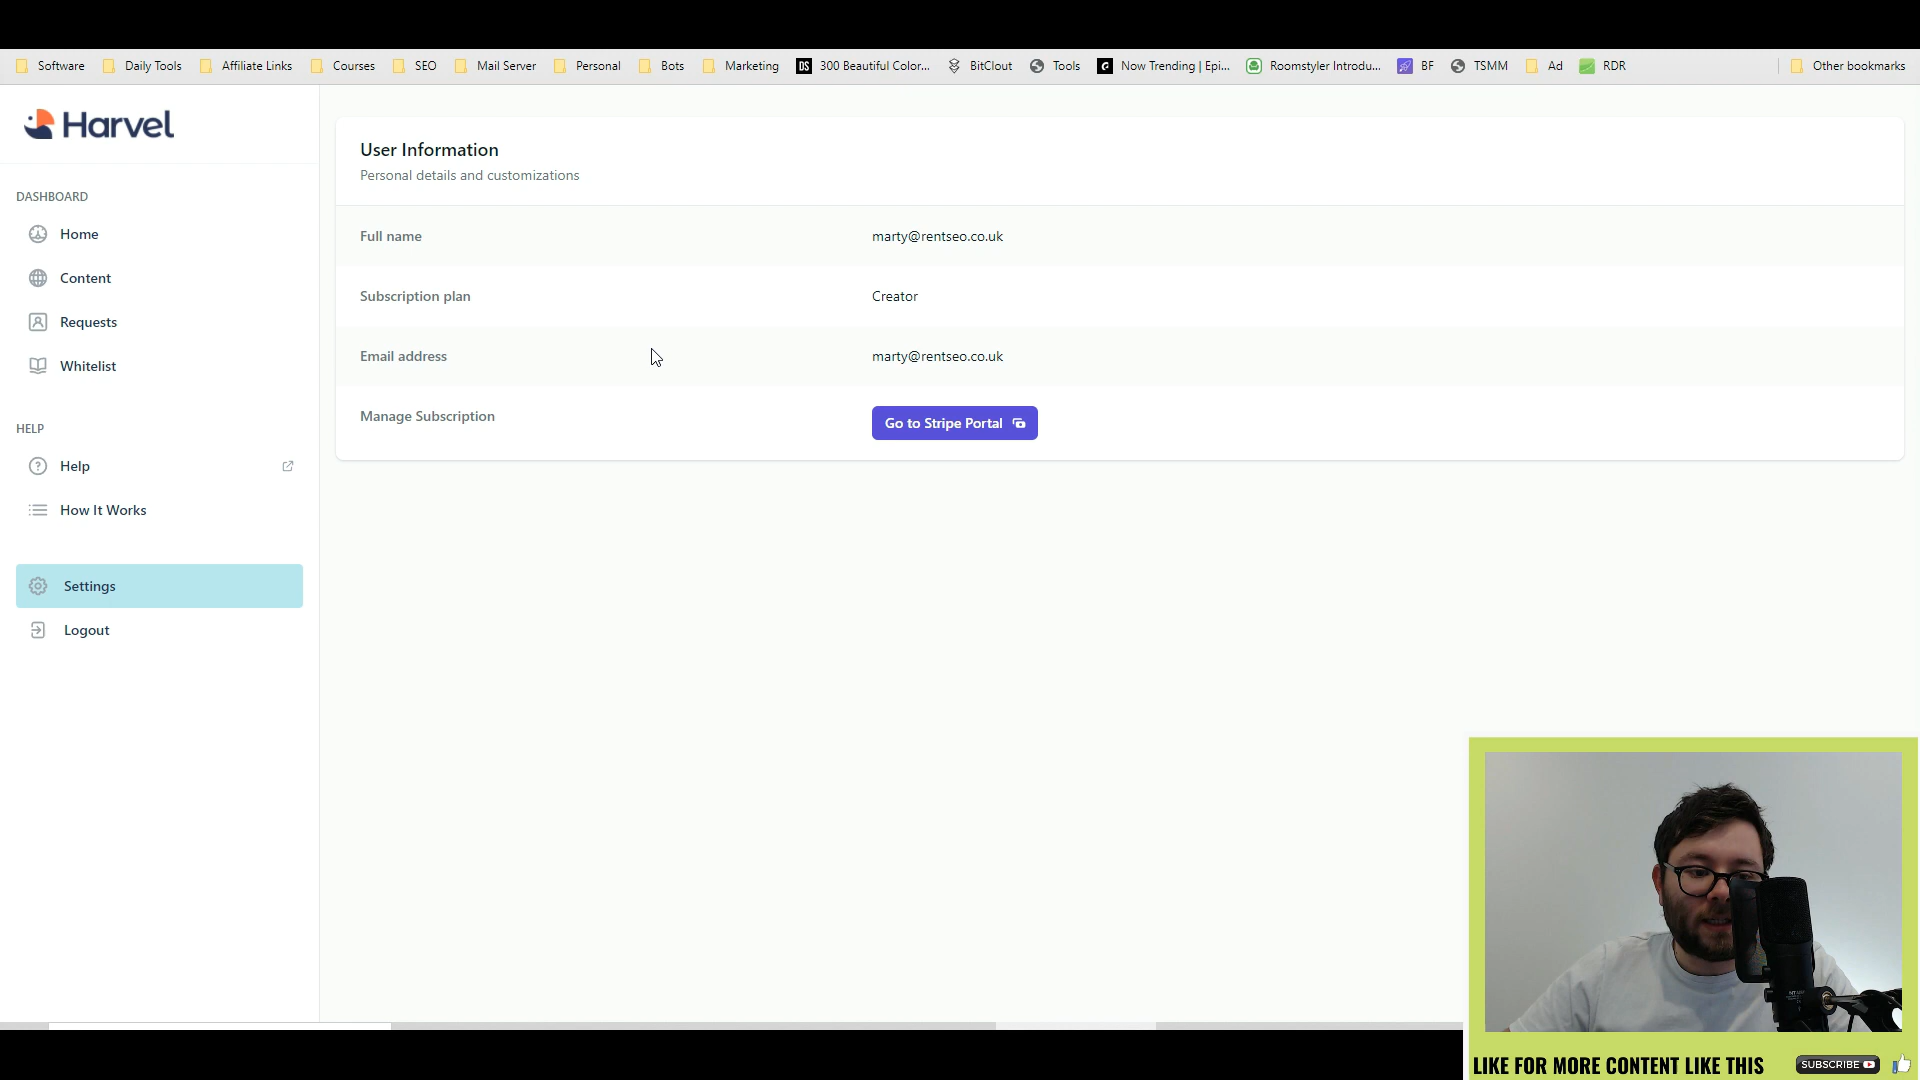 Software Daily Tools Affiliate Links Courses SEO Mail Server Personal Bots Marketing DS 300 Beautiful Color... BitClout Tools G Now Trending | Epi... Roomstyler Introdu... BF TSMM Ad RDR Other bookmarks
Harvel
DASHBOARD
Home
Content
Requests
Whitelist
HELP
Help
How It Works
Settings
Logout
User Information
Personal details and customizations
Full name marty@rentseo.co.uk
Subscription plan Creator
Email address marty@rentseo.co.uk
Manage Subscription Go to Stripe Portal
LIKE FOR MORE CONTENT LIKE THIS SUBSCRIBE